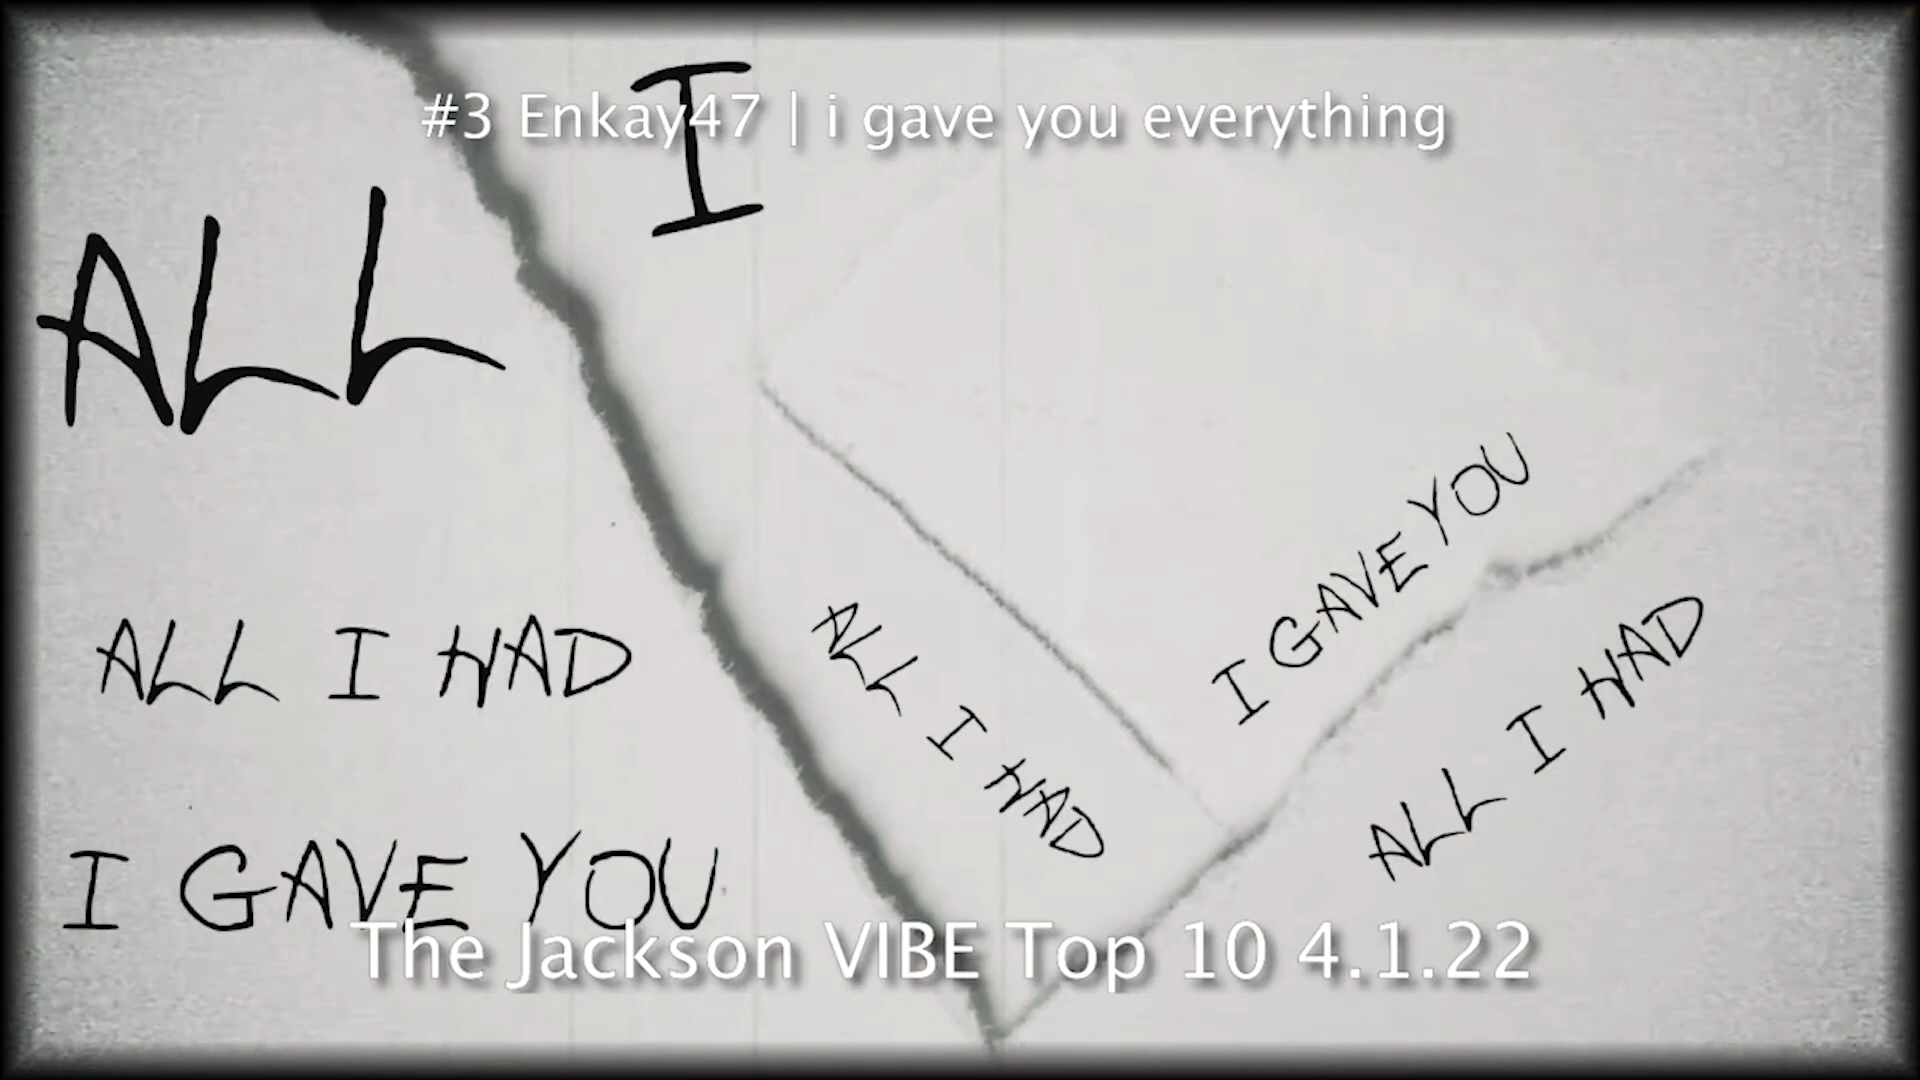 I
#3 Enkay47 | i gave you everything
ALL
I GAVE YOU
ALL I HAD
ALL I HAD
ALL I HAD
I GAVE YOU
The Jackson VIBE Top 10 4.1.22